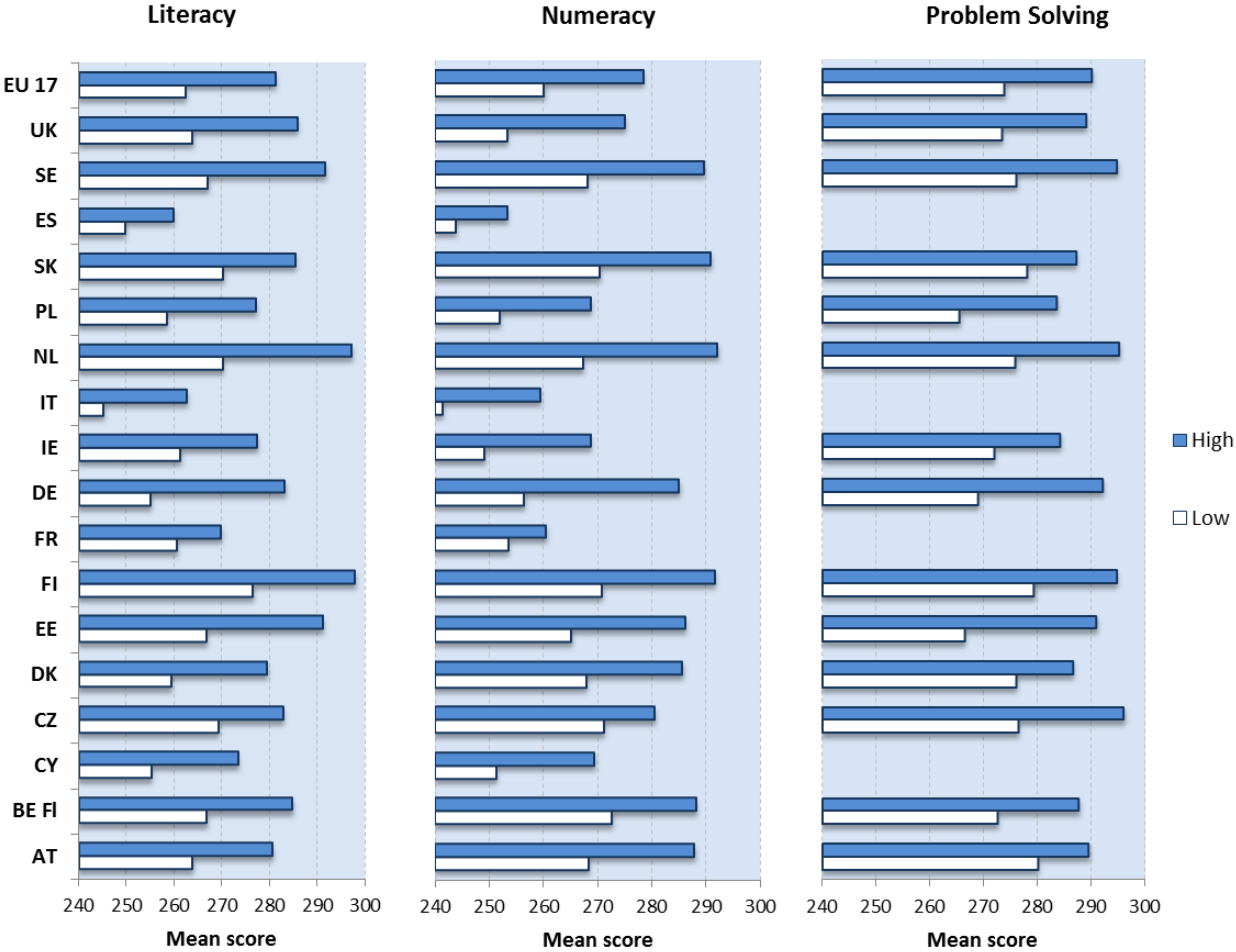 Literacy Numeracy Problem Solving
EU 17
UK
SE
ES
SK
PL
NL
IT
IE
DE
FR
FI
EE
DK
CZ
CY
BE Fl
AT
High
Low
240 250 260 270 280 290 300 240 250 260 270 280 290 300 240 250 260 270 280 290 300
Mean score Mean score Mean score